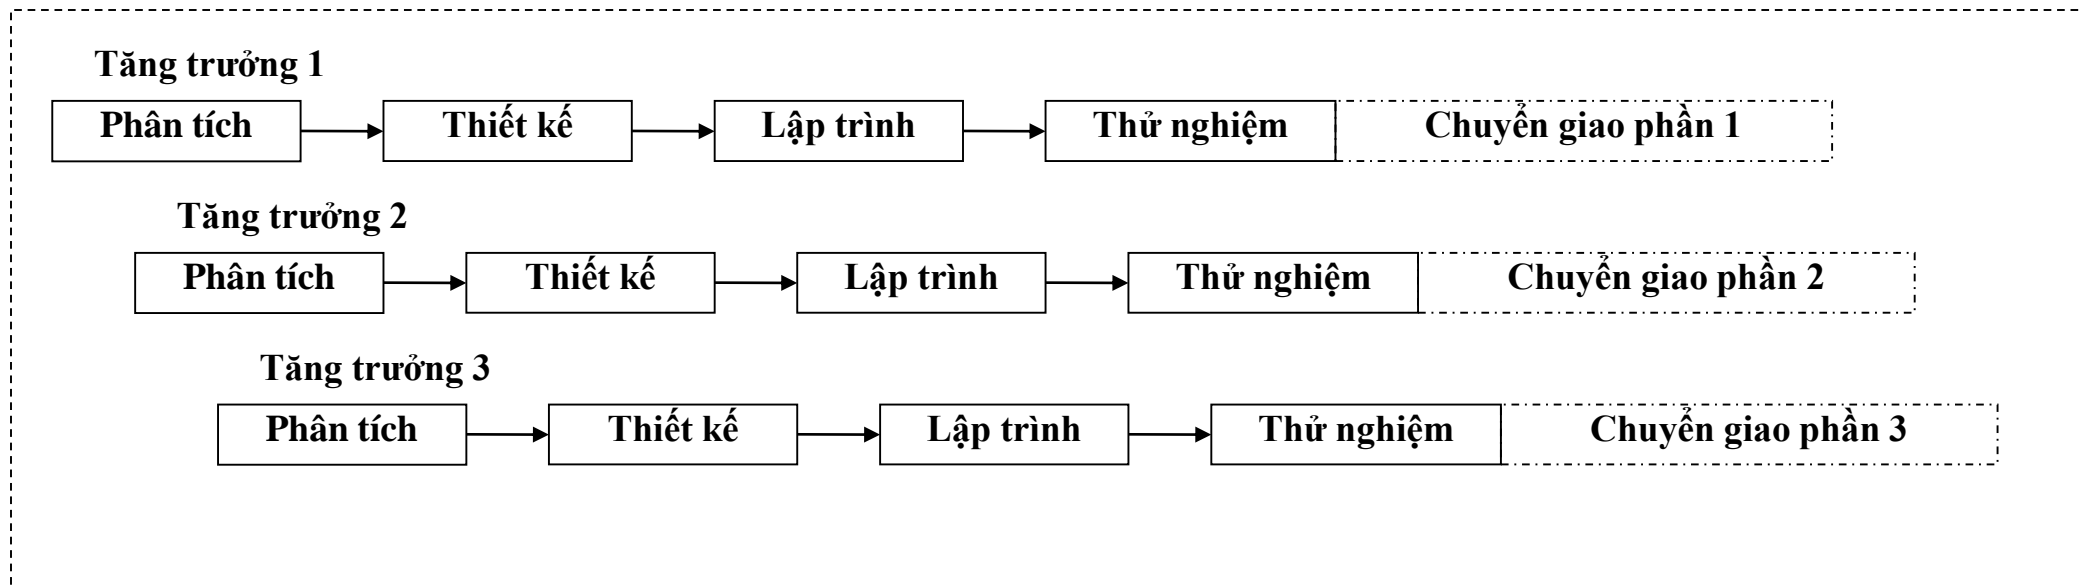 Tăng trưởng 1
Phân tích Thiết kế Lập trình Thử nghiệm Chuyển giao phần 1
Tăng trưởng 2
Phân tích Thiết kế Lập trình Thử nghiệm Chuyển giao phần 2
Tăng trưởng 3
Phân tích Thiết kế Lập trình Thử nghiệm Chuyển giao phần 3